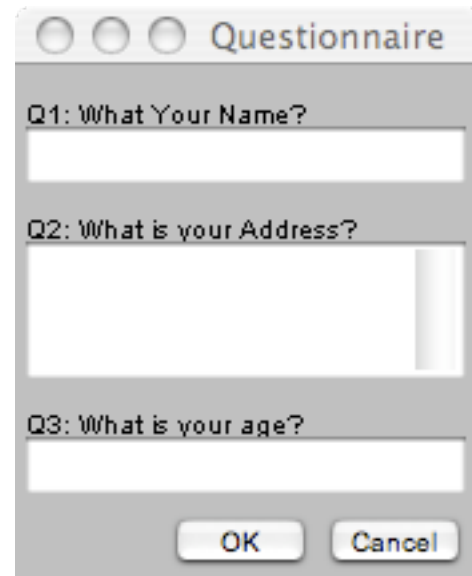 Questionnaire
Q1: What Your Name?
Q2: What is your Address?
Q3: What is your age?
OK Cancel